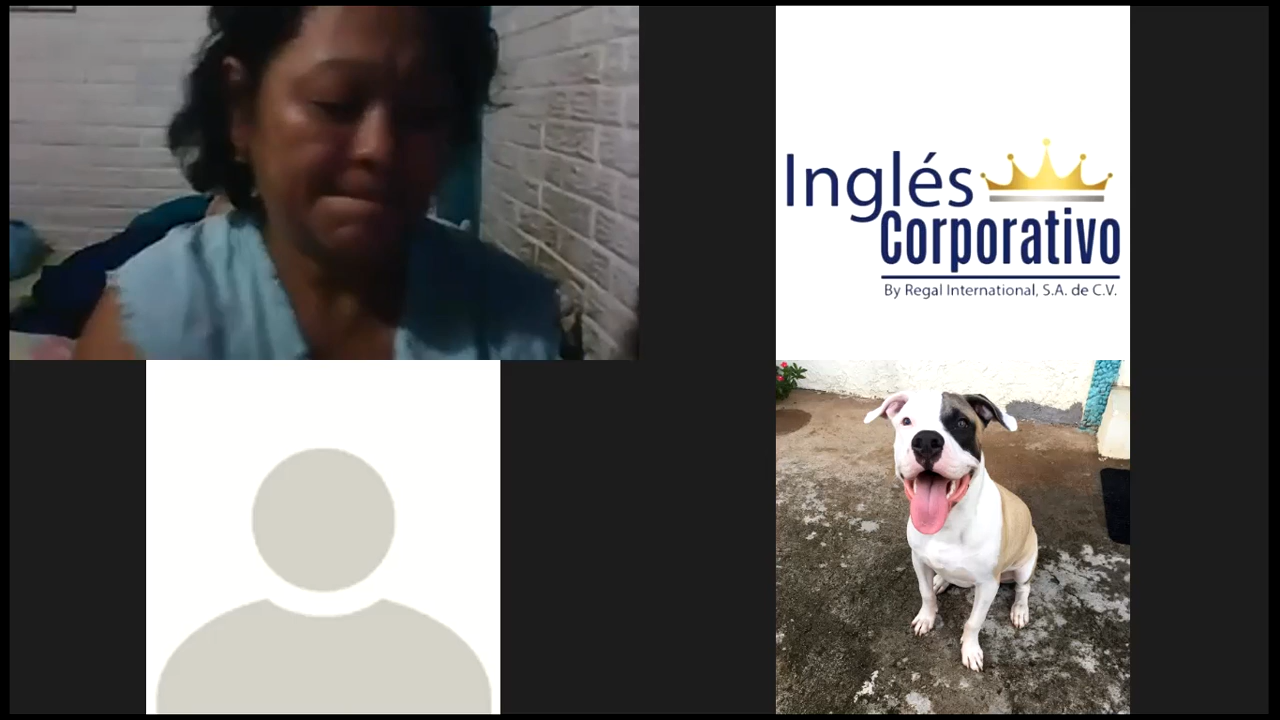 Inglés
Corporativo
By Regal International, S.A. de C.V.